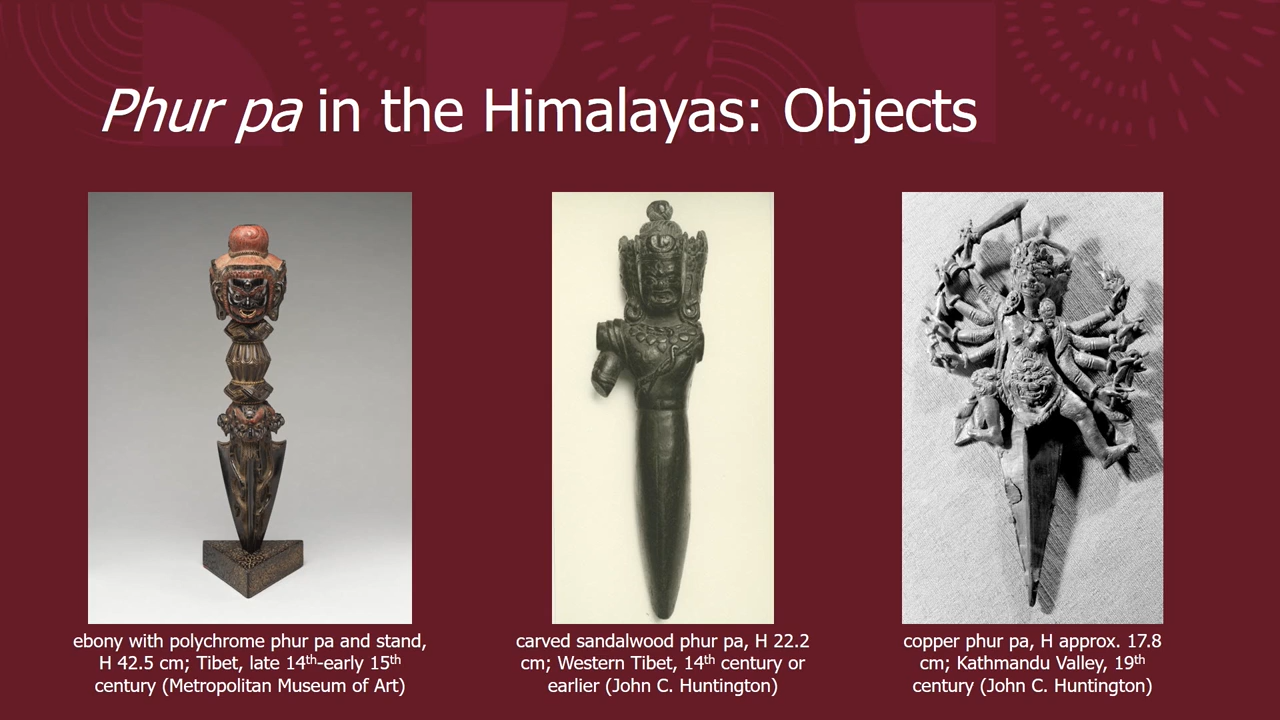 Phur pa in the Himalayas: Objects
ebony with polychrome phur pa and stand,
H 42.5 cm; Tibet, late 14th-early 15th
century (Metropolitan Museum of Art)
carved sandalwood phur pa, H 22.2
cm; Western Tibet, 14th century or
earlier (John C. Huntington)
copper phur pa, H approx. 17.8
cm; Kathmandu Valley, 19th
century (John C. Huntington)